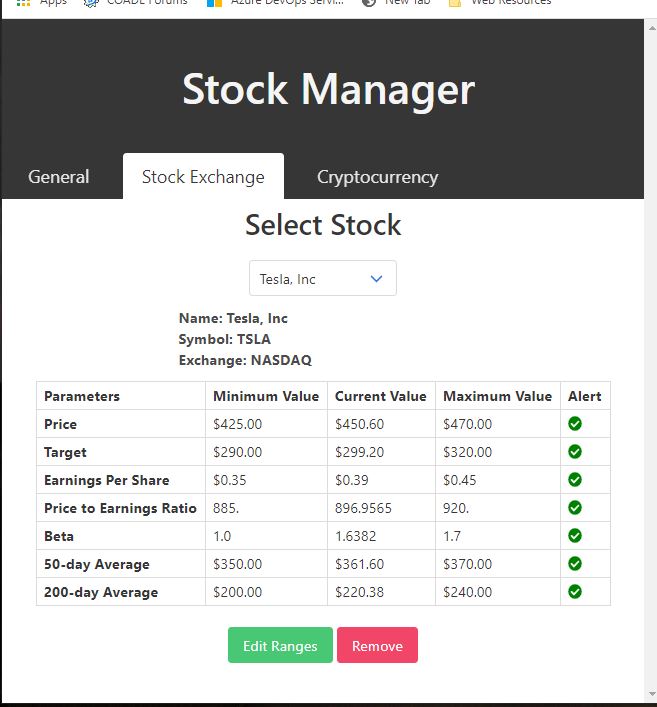 Apps COADE Forums Azure DevOps Servi... New Tab Web Resources
Stock Manager
General Stock Exchange Cryptocurrency
Select Stock
Tesla, Inc
Name: Tesla, Inc
Symbol: TSLA
Exchange: NASDAQ
Parameters Minimum Value Current Value Maximum Value Alert
Price $425.00 $450.60 $470.00
Target $290.00 $299.20 $320.00
Earnings Per Share $0.35 $0.39 $0.45
Price to Earnings Ratio 885. 896.9565 920.
Beta 1.0 1.6382 1.7
50-day Average $350.00 $361.60 $370.00
200-day Average $200.00 $220.38 $240.00
Edit Ranges Remove